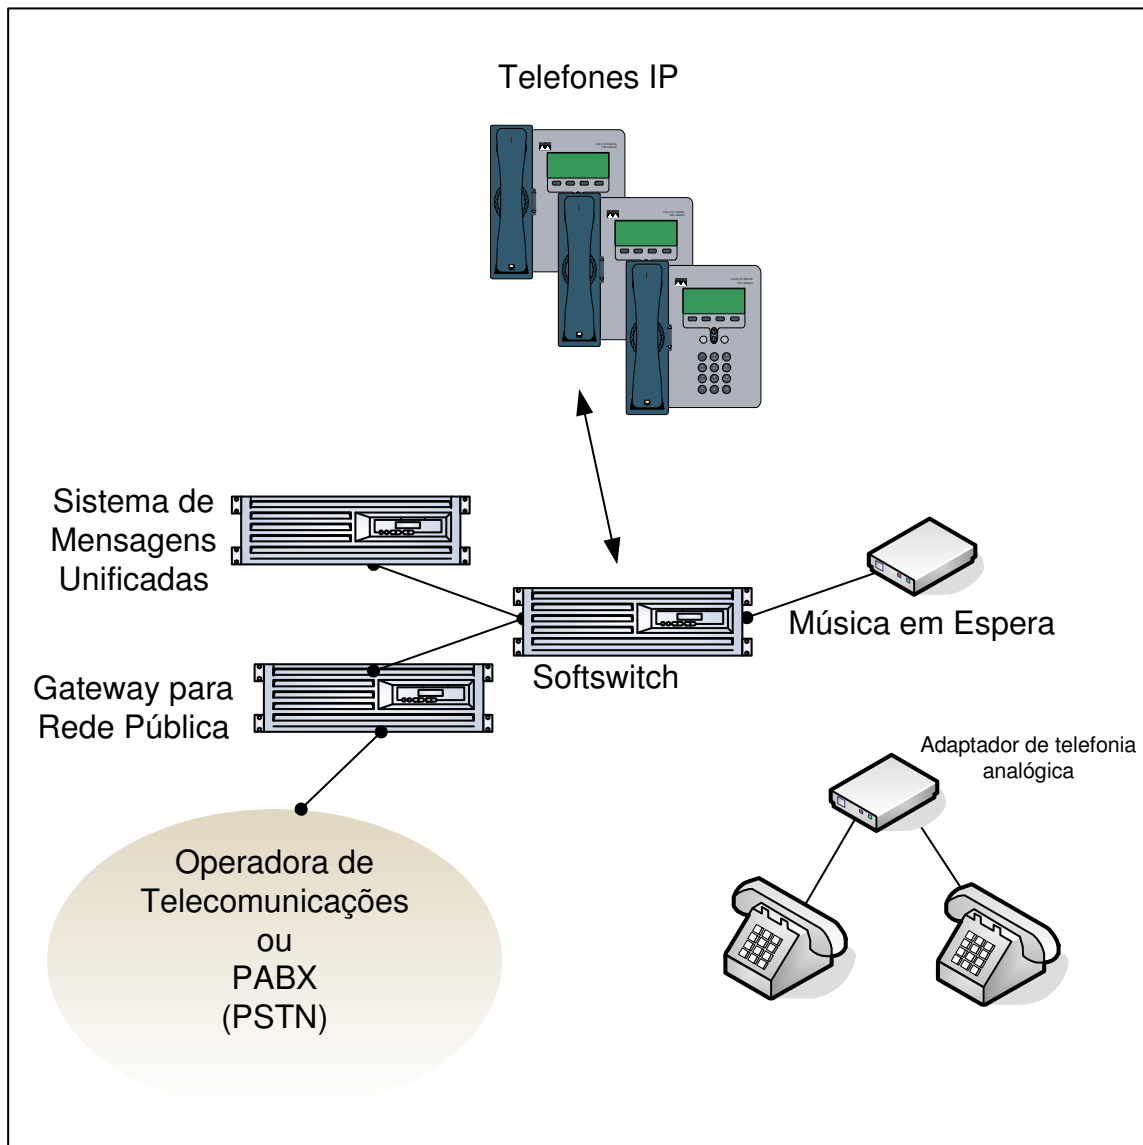 Telefones IP
Sistema de
Mensagens
Unificadas
Música em Espera
Softswitch
Gateway para
Rede Pública
Adaptador de telefonia
analógica
Operadora de
Telecomunicações
ou
PABX
(PSTN)